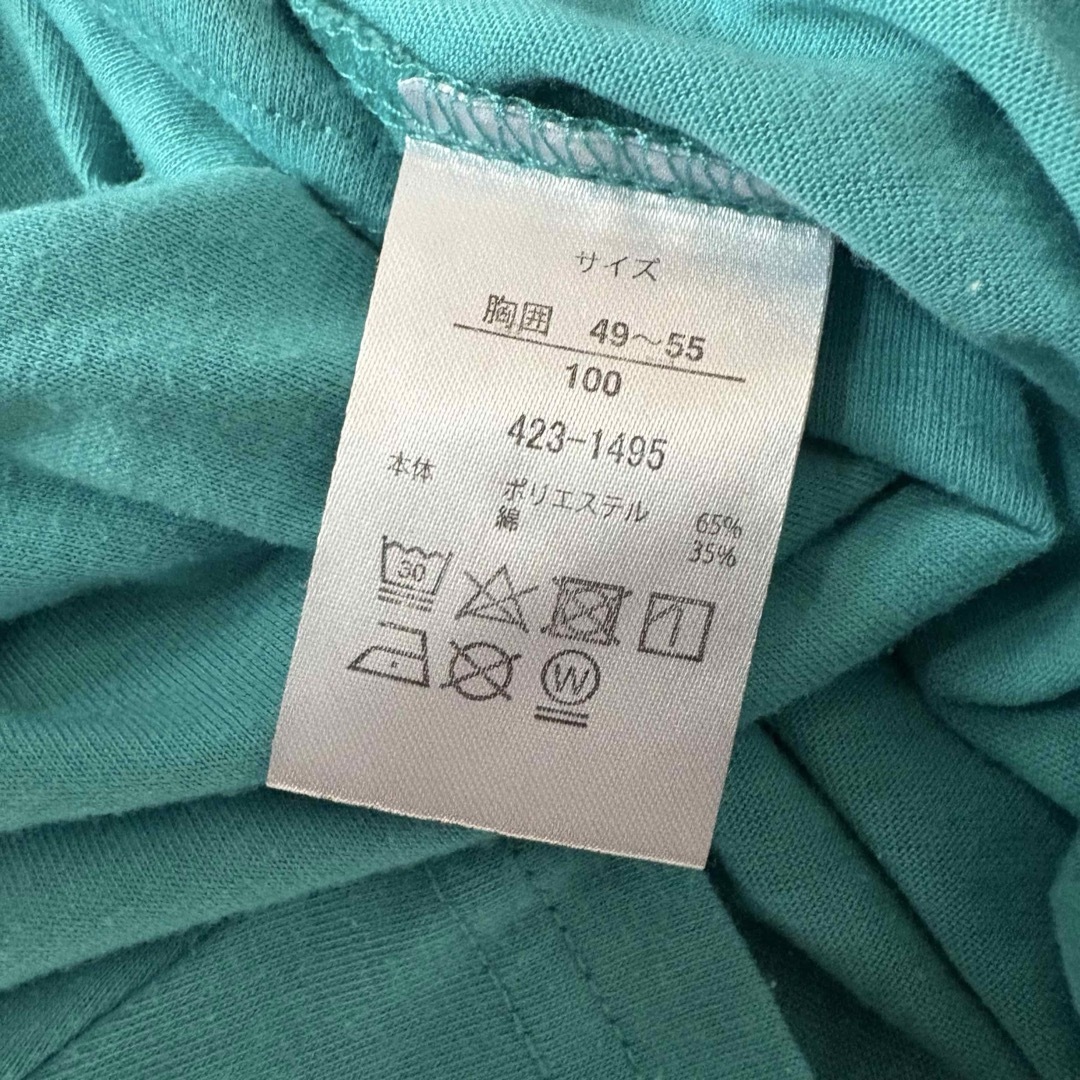 サイズ
胸囲 49～55
100
423-1495
本体 ポリエステル 65%
綿 35%
30
W